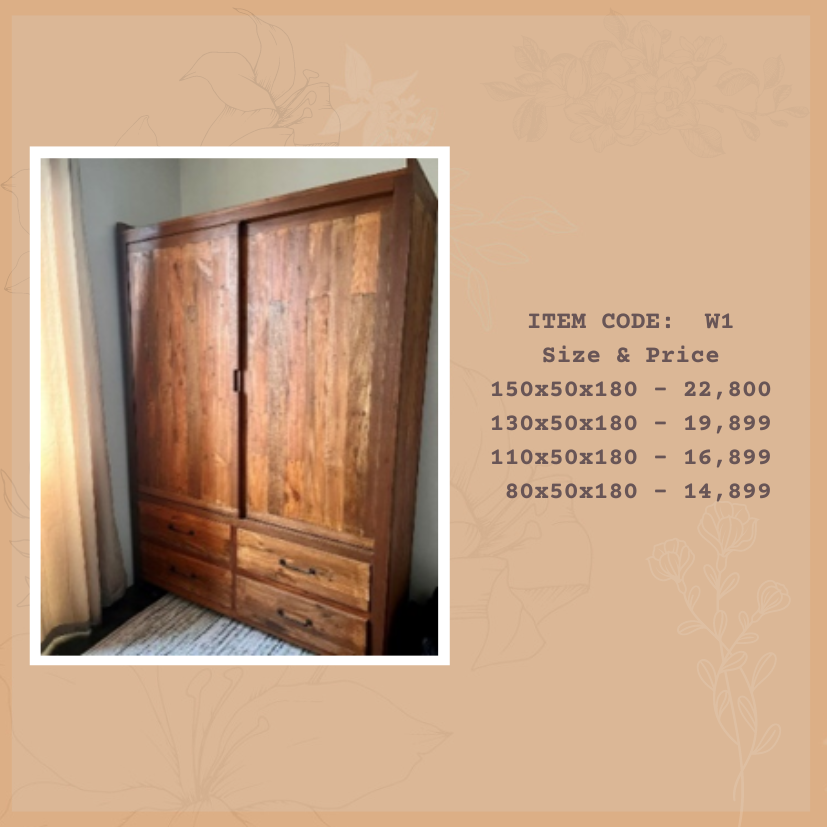 ITEM CODE: W1
Size & Price
150x50x180 - 22,800
130x50x180 - 19,899
110x50x180 - 16,899
80x50x180 - 14,899